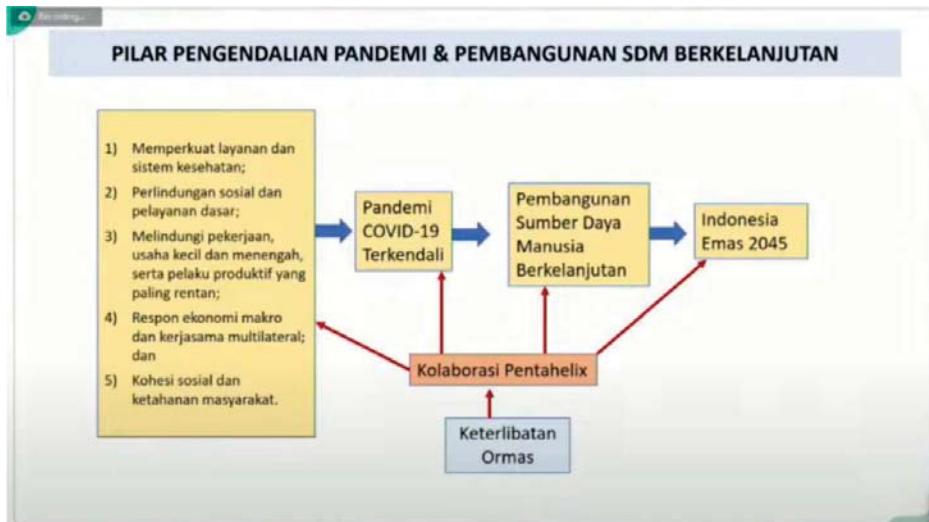 Recording...
PILAR PENGENDALIAN PANDEMI & PEMBANGUNAN SDM BERKELANJUTAN
1) Memperkuat layanan dan
sistem kesehatan;
2) Perlindungan sosial dan
pelayanan dasar;
3) Melindungi pekerjaan,
usaha kecil dan menengah,
serta pelaku produktif yang
paling rentan;
4) Respon ekonomi makro
dan kerjasama multilateral;
dan
5) Kohesi sosial dan
ketahanan masyarakat.
Pandemi
COVID-19
Terkendali
Pembangunan
Sumber Daya
Manusia
Berkelanjutan
Indonesia
Emas 2045
Kolaborasi Pentahelix
Keterlibatan
Ormas